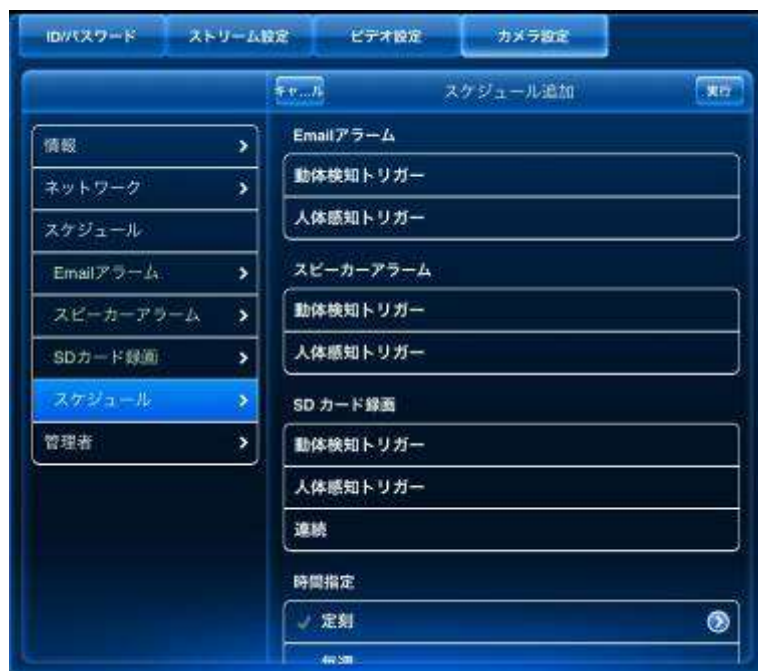 ID/パスワード
ストリーム設定
ビデオ設定
カメラ設定
キャ...ル
スケジュール追加
実行
情報
ネットワーク
スケジュール
Emailアラーム
スピーカーアラーム
SDカード録画
スケジュール
管理者
Emailアラーム
動体検知トリガー
人体感知トリガー
スピーカーアラーム
動体検知トリガー
人体感知トリガー
SD カード録画
動体検知トリガー
人体感知トリガー
連続
時間指定
定刻
毎週